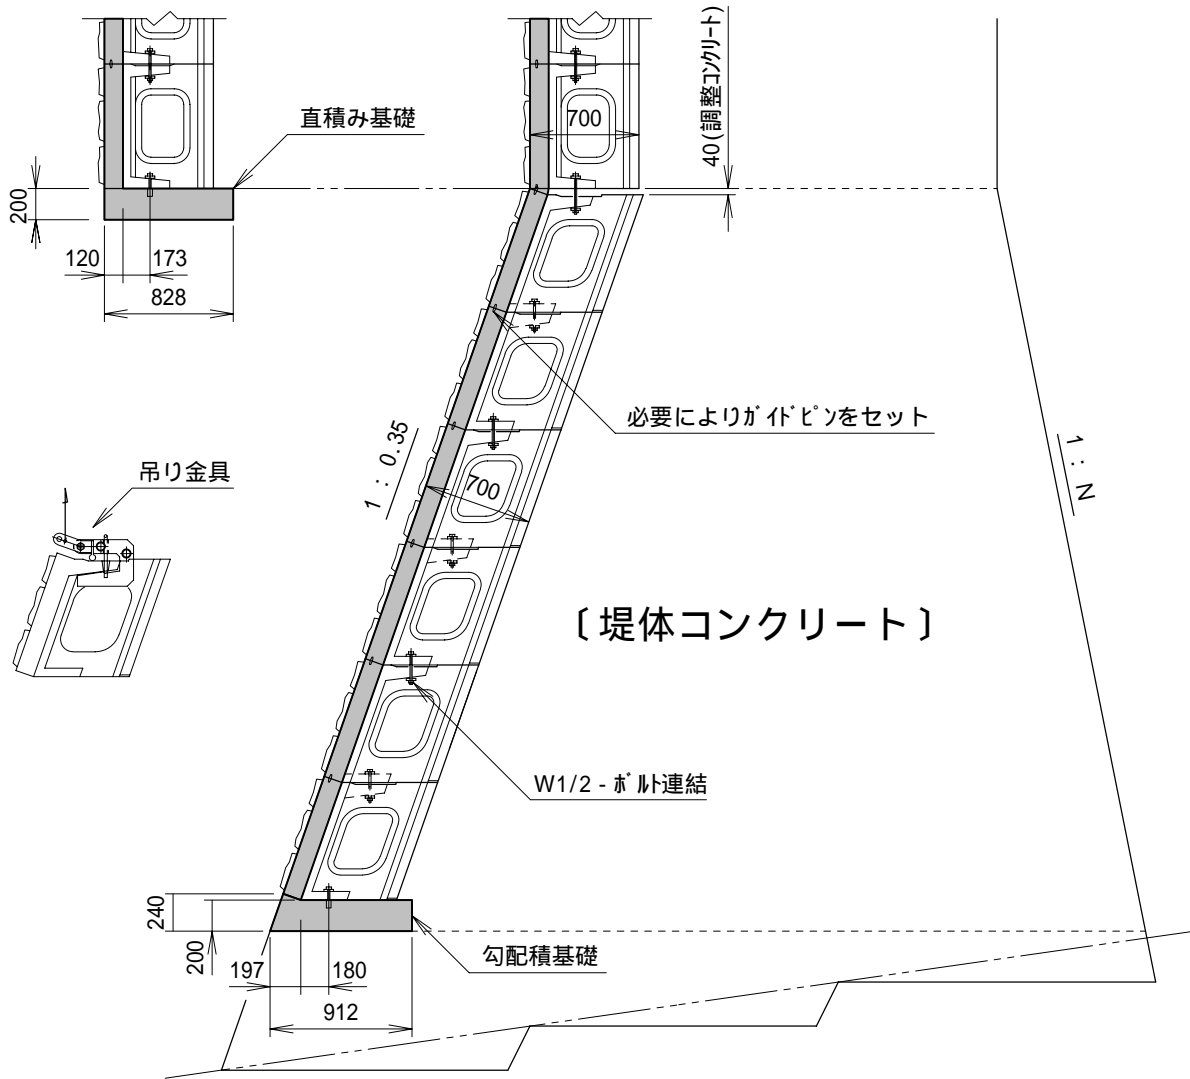 直積み基礎
200
120
173
828
700
40(調整コンクリート)
必要によりガイドピンをセット
1 : 0.35
1 : N
吊り金具
700
〔堤体コンクリート〕
W1/2 - ボルト連結
240
200
197
180
912
勾配積基礎